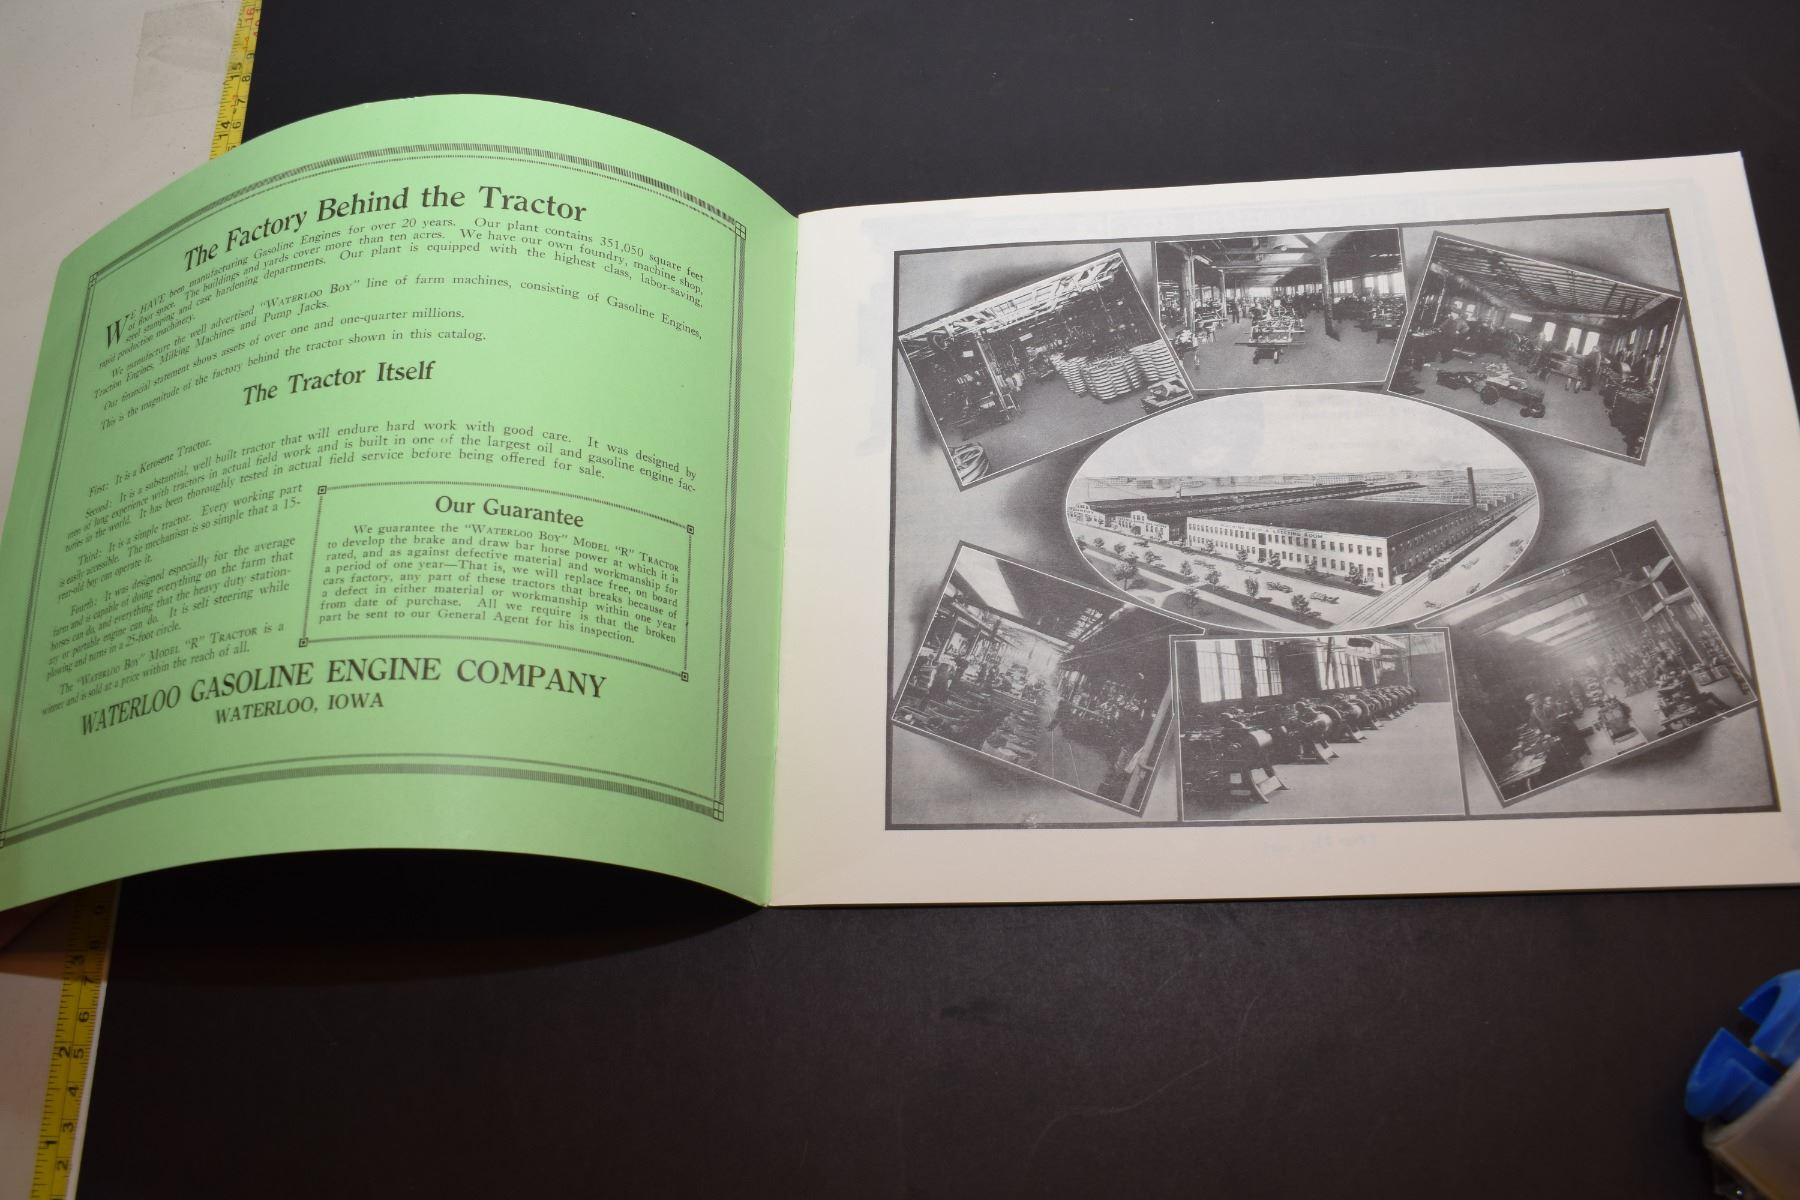 The Factory Behind the Tractor
WE HAVE been manufacturing Gasoline Engines for over 20 years. Our plant contains 351,050 square feet
of floor space. The buildings and yards cover more than ten acres. We have our own foundry, machine shop,
steel stamping and case hardening departments. Our plant is equipped with the highest class, labor-saving,
rapid production machinery.
We manufacture the well advertised "WATERLOO BOY" line of farm machines, consisting of Gasoline Engines,
Traction Engines, Milking Machines and Pump Jacks.
Our financial statement shows assets of over one and one-quarter millions.
This is the magnitude of the factory behind the tractor shown in this catalog.
The Tractor Itself
First: It is a Kerosene Tractor.
Second: It is a substantial, well built tractor that will endure hard work with good care. It was designed by
men of long experience with tractors in actual field work and is built in one of the largest oil and gasoline engine fac-
tories in the world. It has been thoroughly tested in actual field service before being offered for sale.
Third: It is a simple tractor. Every working part
is easily accessible. The mechanism is so simple that a 15-
year-old boy can operate it.
Fourth: It was designed especially for the average
farm and is capable of doing everything on the farm that
horses can do, and everything that the heavy duty station-
ary or portable engine can do. It is self steering while
plowing and turns in a 25-foot circle.
The "WATERLOO BOY" MODEL "R" TRACTOR is a
winner and is sold at a price within the reach of all.
Our Guarantee
We guarantee the "WATERLOO BOY" MODEL "R" TRACTOR
to develop the brake and draw bar horse power at which it is
rated, and as against defective material and workmanship for
a period of one year—That is, we will replace free, on board
cars factory, any part of these tractors that breaks because of
a defect in either material or workmanship within one year
from date of purchase. All we require is that the broken
part be sent to our General Agent for his inspection.
WATERLOO GASOLINE ENGINE COMPANY
WATERLOO, IOWA
MACHINE SHOP & ERECTING ROOM